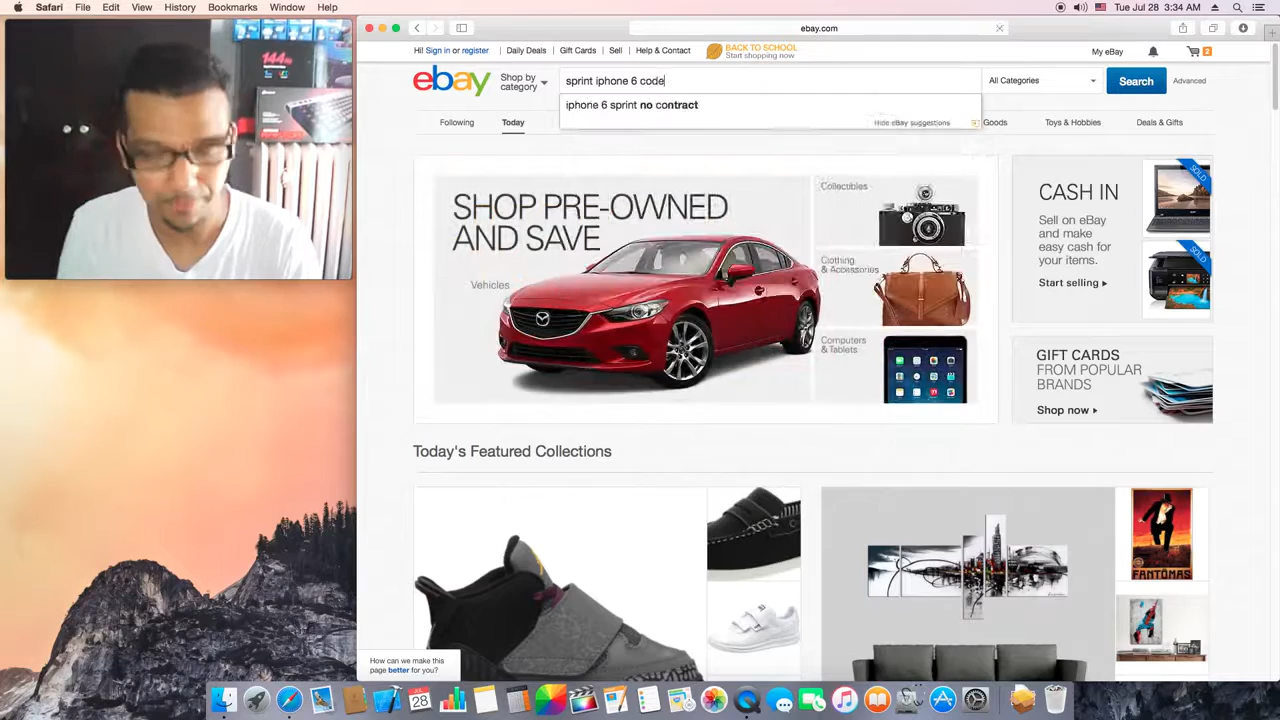 Safari File Edit View History Bookmarks Window Help
Tue Jul 28 3:34 AM
ebay.com
Hi! Sign in or register
Daily Deals
Gift Cards
Sell
Help & Contact
BACK TO SCHOOL
Start shopping now
My eBay
2
ebay
Shop by
category
sprint iphone 6 code
All Categories
Search
Advanced
iphone 6 sprint no contract
Hide eBay suggestions
Following
Today
Goods
Toys & Hobbies
Deals & Gifts
SHOP PRE-OWNED
AND SAVE
Vehicles
Collectibles
Clothing
& Accessories
Computers
& Tablets
CASH IN
Sell on eBay
and make
easy cash for
your items.
Start selling
SOLD
SOLD
GIFT CARDS
FROM POPULAR
BRANDS
Shop now
Today's Featured Collections
FANTOMAS
How can we make this
page better for you?
JUL
28